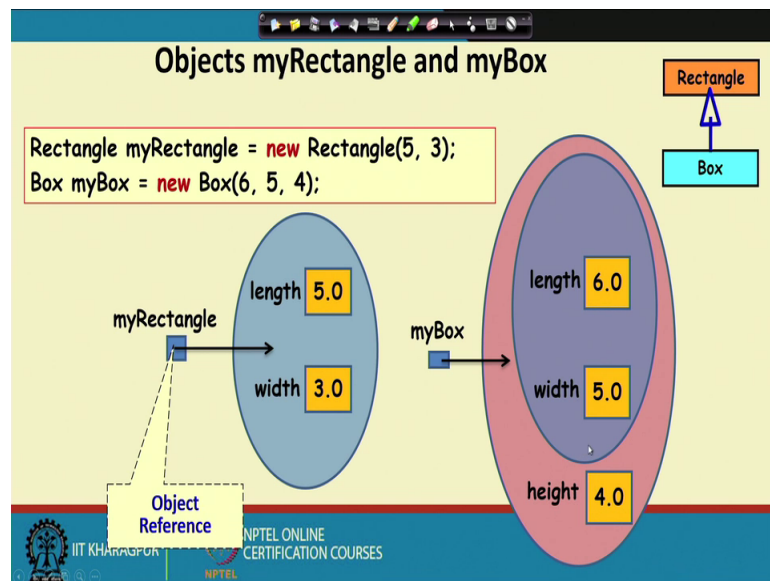 Objects myRectangle and myBox
Rectangle
Box
Rectangle myRectangle = new Rectangle(5, 3);
Box myBox = new Box(6, 5, 4);
length 5.0
myRectangle
width 3.0
length 6.0
myBox
width 5.0
height 4.0
Object
Reference
IIT KHARAGPUR
NPTEL ONLINE
CERTIFICATION COURSES
NPTEL